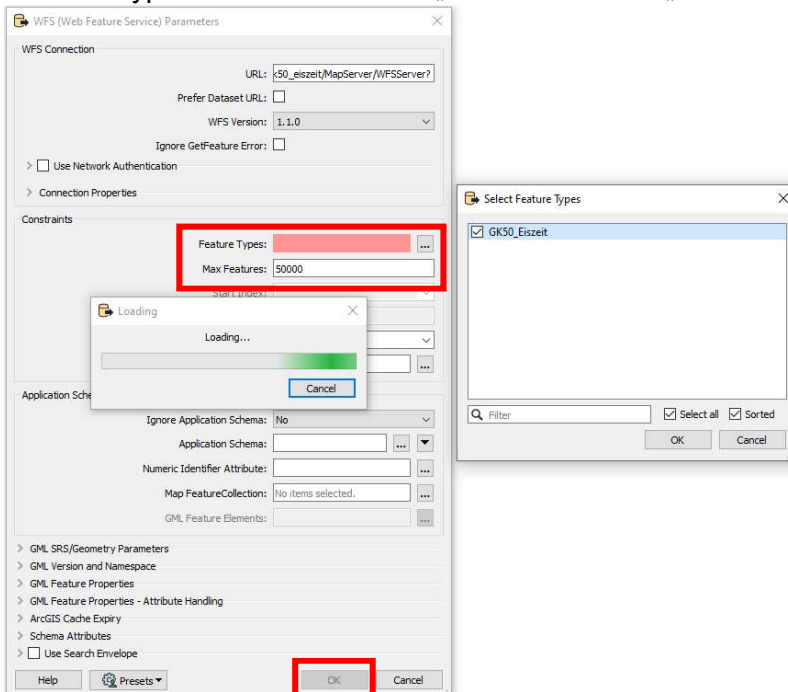 WFS (Web Feature Service) Parameters
WFS Connection
URL: <50_eiszeit/MapServer/WFSServer?
Prefer Dataset URL:
WFS Version: 1.1.0
Ignore GetFeature Error:
Use Network Authentication
Connection Properties
Constraints
Feature Types: ...
Max Features: 50000
Start Index:
Loading
Loading...
Cancel
...
Application Sche
Ignore Application Schema: No
Application Schema: ...
Numeric Identifier Attribute: ...
Map FeatureCollection: No items selected. ...
GML Feature Elements: ...
GML SRS/Geometry Parameters
GML Version and Namespace
GML Feature Properties
GML Feature Properties - Attribute Handling
ArcGIS Cache Expiry
Schema Attributes
Use Search Envelope
Help Presets OK Cancel
Select Feature Types
GK50_Eiszeit
Filter Select all Sorted
OK Cancel